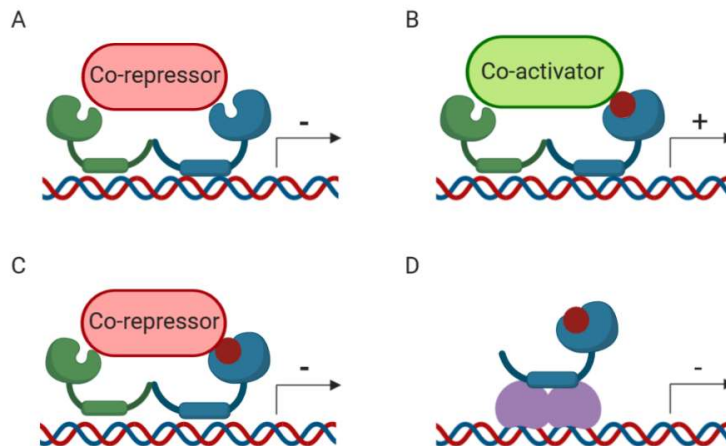 A
B
Co-repressor
Co-activator
-
+
C
D
Co-repressor
-
-